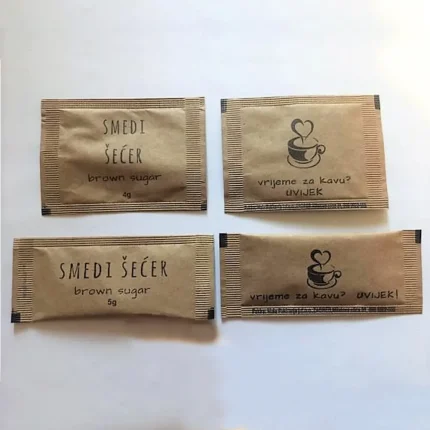 SMEĐI
ŠEĆER
brown sugar
4g
vrijeme za kavu?
UVIJEK
SMEĐI ŠEĆER
brown sugar
5g
vrijeme za kavu? UVIJEK!